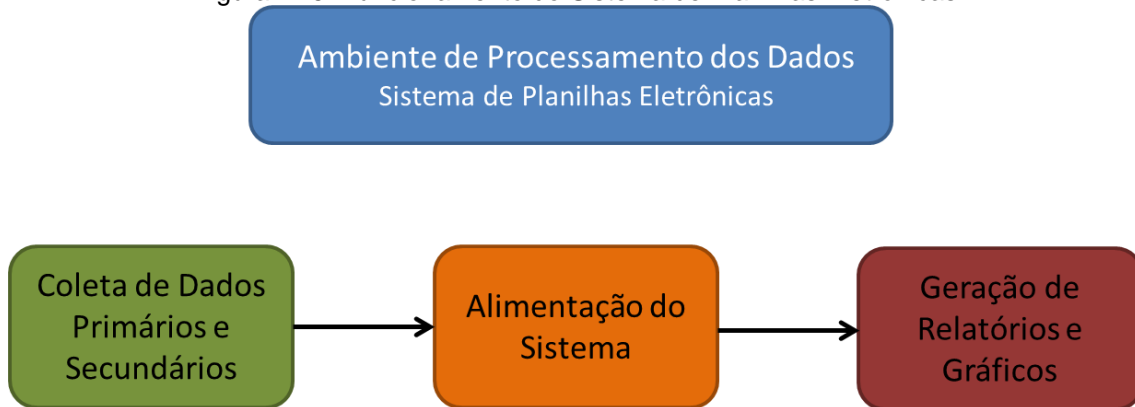 Ambiente de Processamento dos Dados
Sistema de Planilhas Eletrônicas
Coleta de Dados
Primários e
Secundários
Alimentação do
Sistema
Geração de
Relatórios e
Gráficos